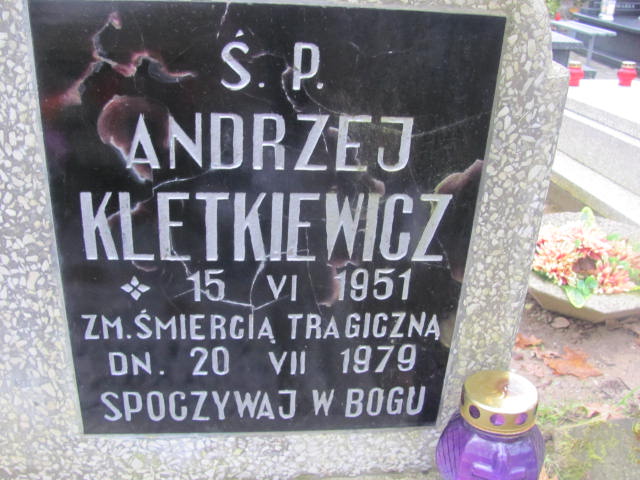 Ś. P.
ANDRZEJ
KLETKIEWICZ
15 VI 1951
ZM. ŚMIERCIĄ TRAGICZNĄ
DN. 20 VII 1979
SPOCZYWAJ W BOGU